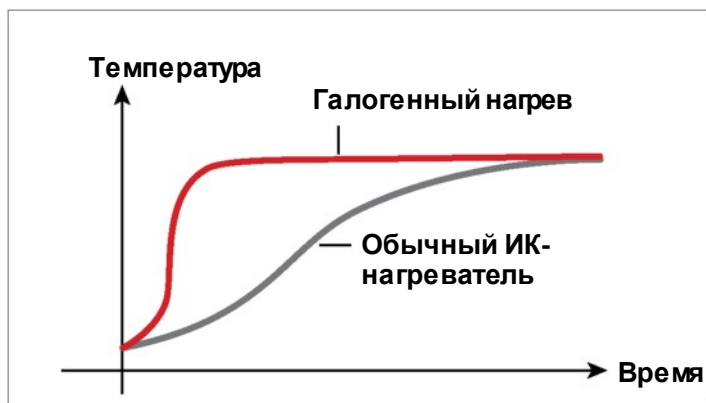 Температура
Галогенный нагрев
Обычный ИК-
нагреватель
Время